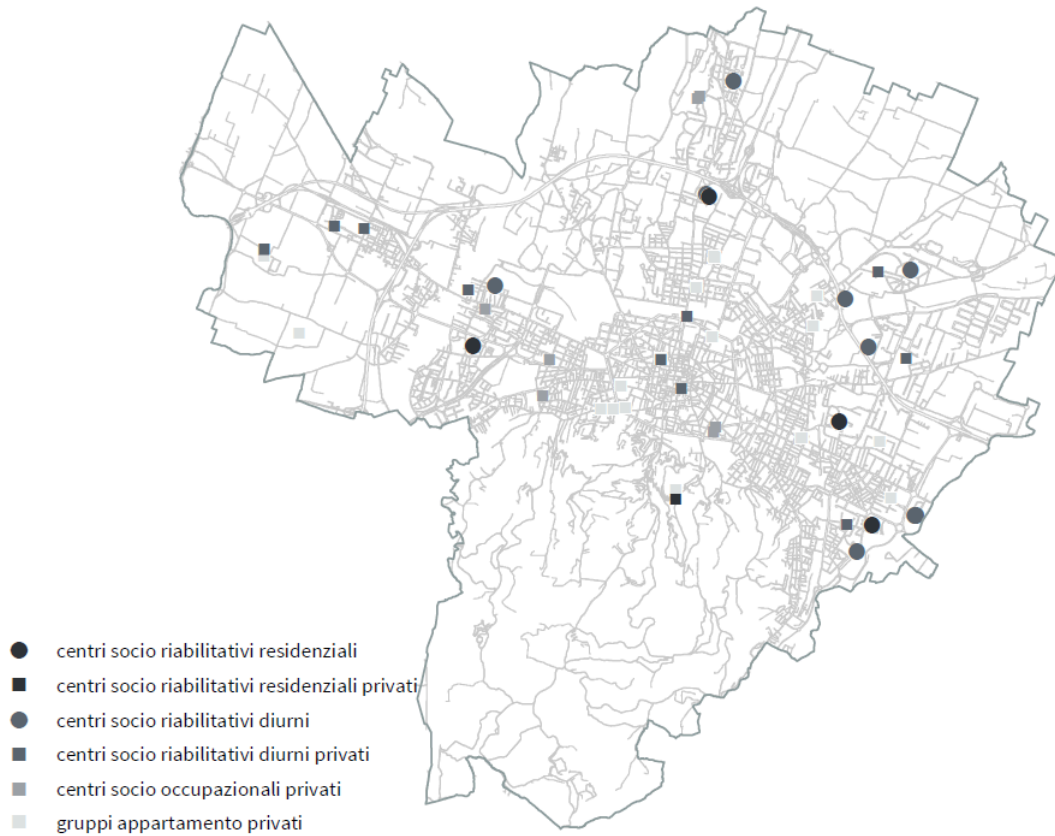 centri socio riabilitativi residenziali
centri socio riabilitativi residenziali privati
centri socio riabilitativi diurni
centri socio riabilitativi diurni privati
centri socio occupazionali privati
gruppi appartamento privati